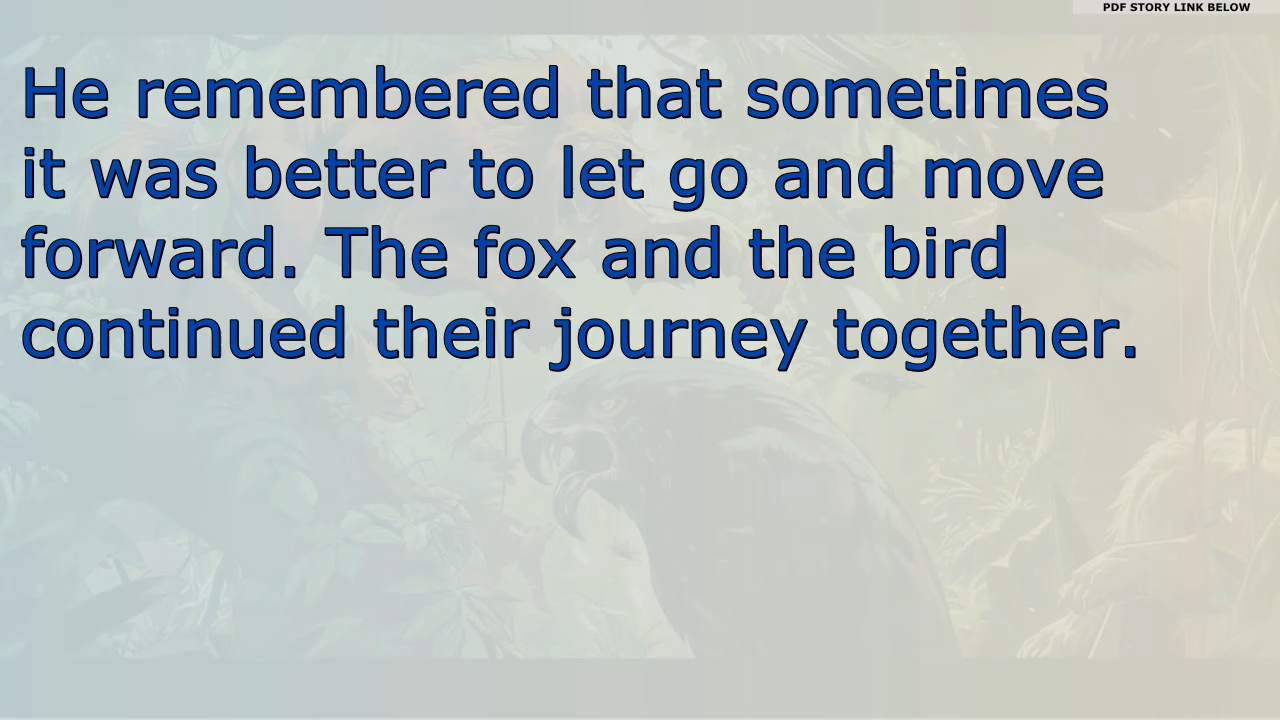 PDF STORY LINK BELOW
He remembered that sometimes
it was better to let go and move
forward. The fox and the bird
continued their journey together.